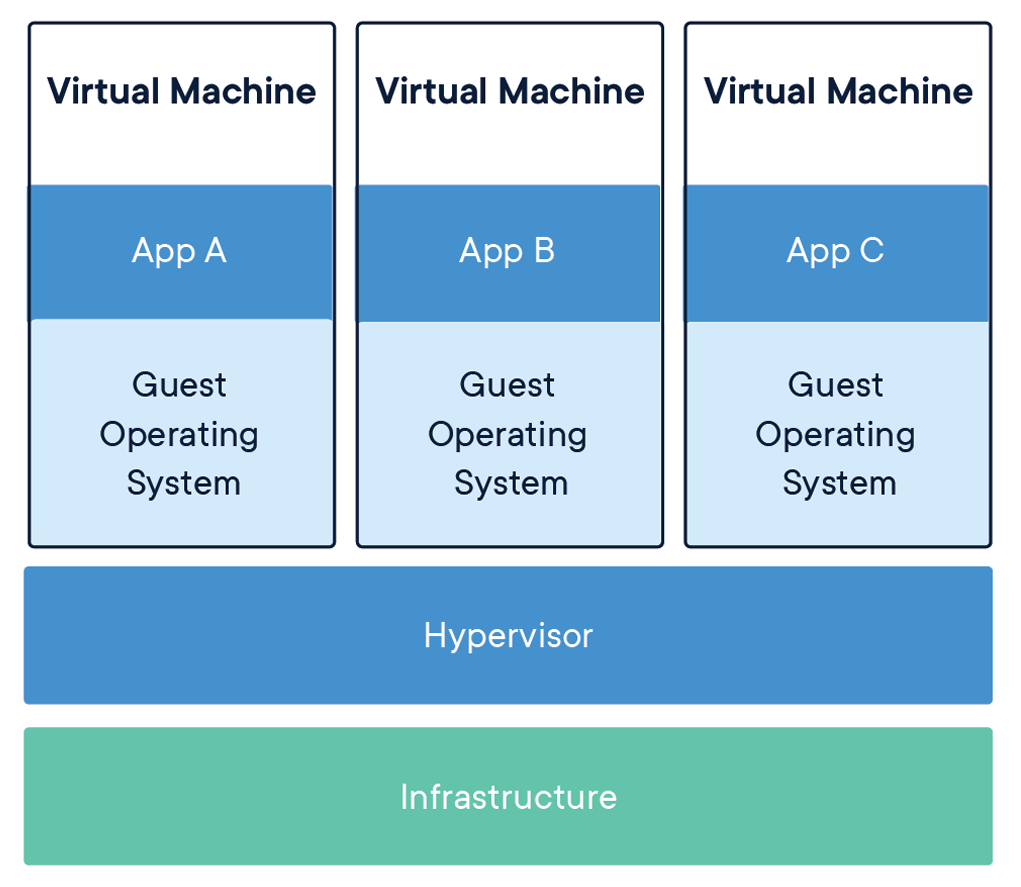 Virtual Machine
Virtual Machine
Virtual Machine
App A
App B
App C
Guest
Operating
System
Guest
Operating
System
Guest
Operating
System
Hypervisor
Infrastructure